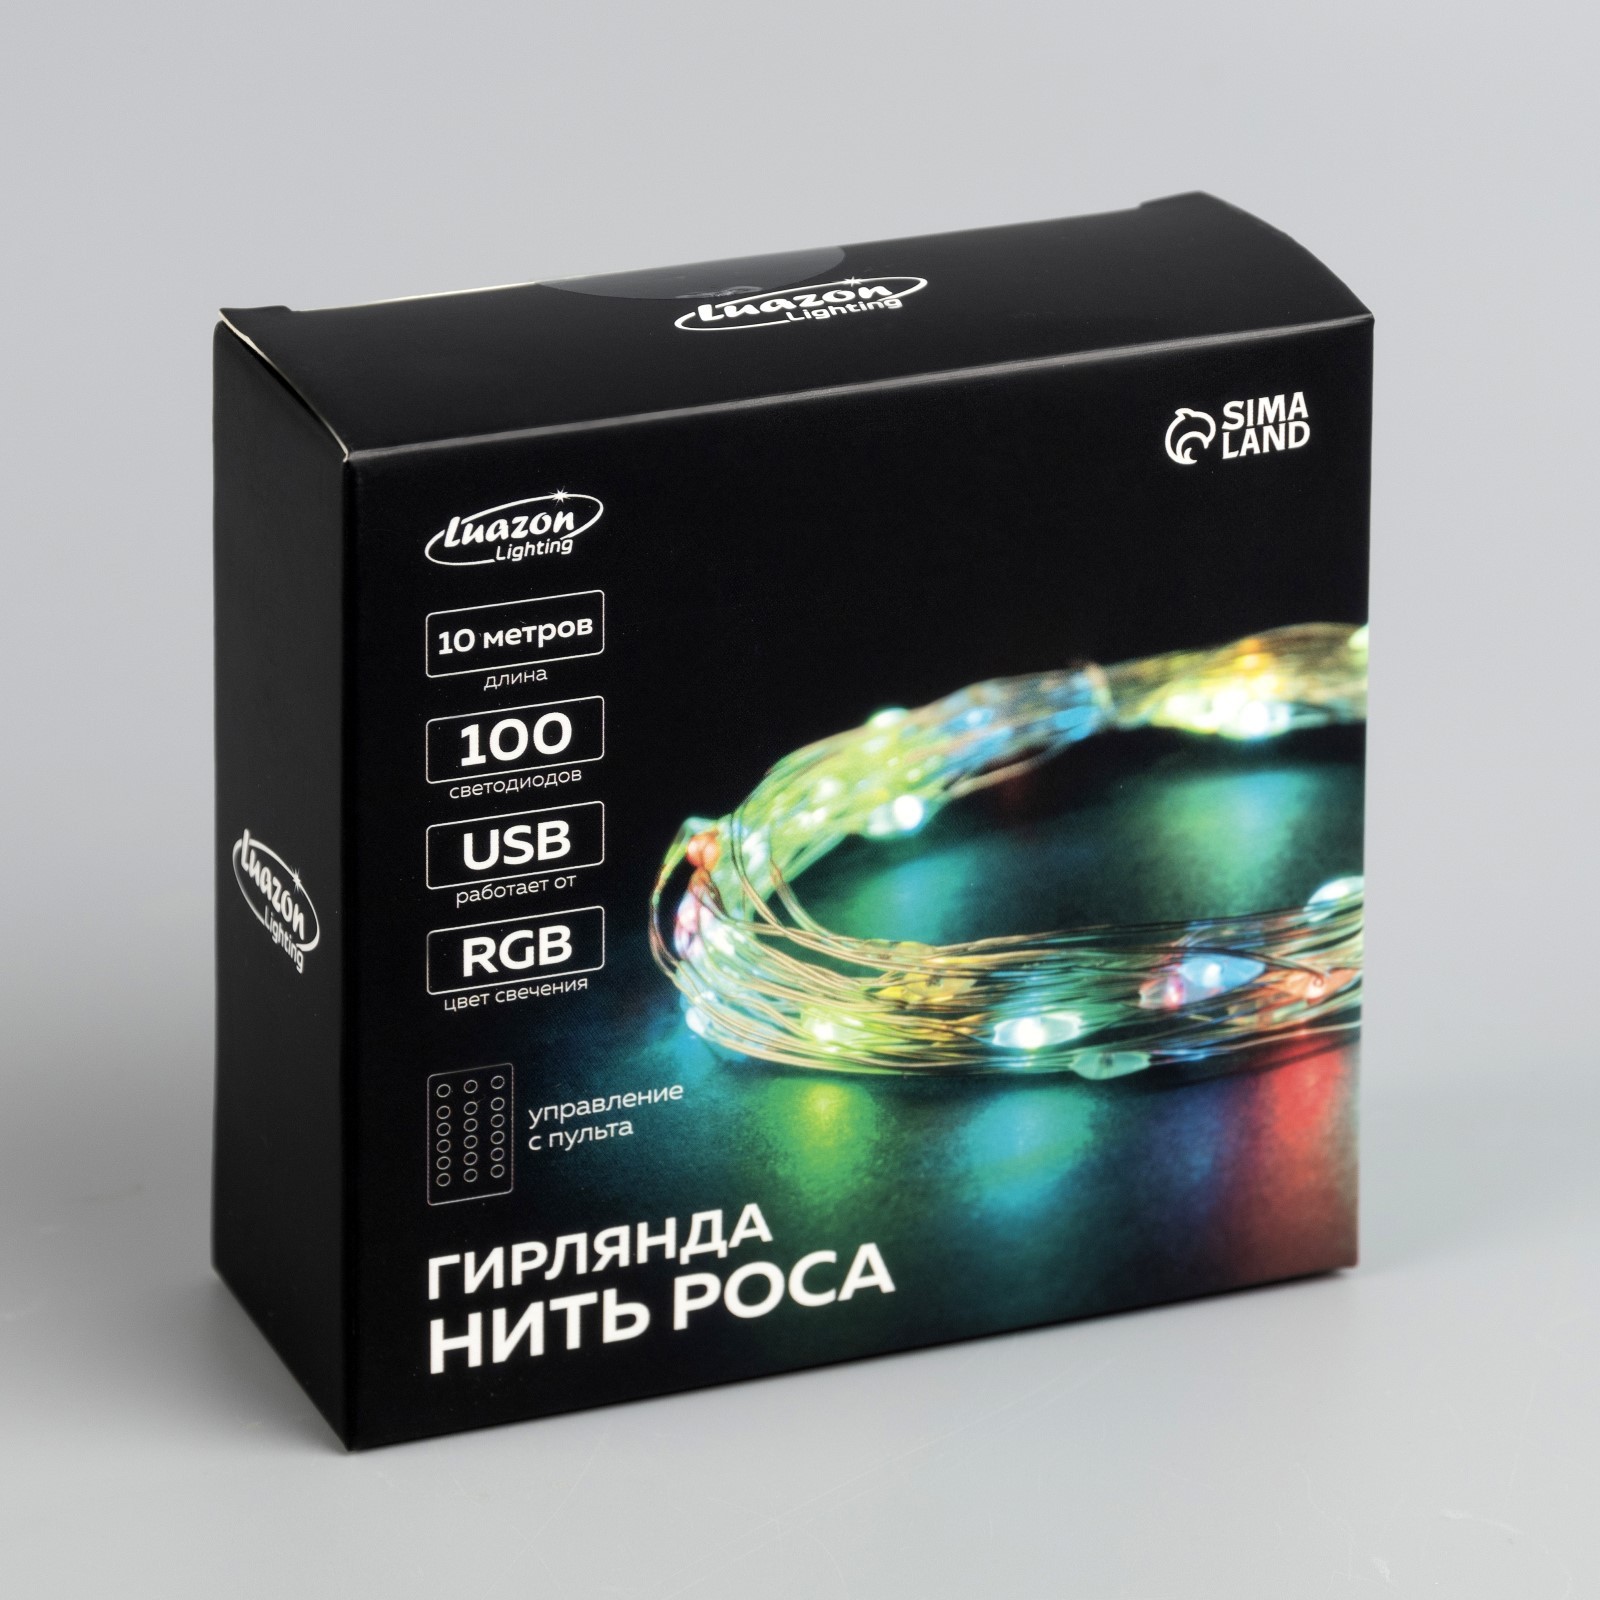 Luazon
Lighting
SIMA
LAND
Luazon
Lighting
10 метров
длина
100
светодиодов
USB
работает от
RGB
цвет свечения
управление
с пульта
ГИРЛЯНДА
НИТЬ РОСА
Luazon
Lighting